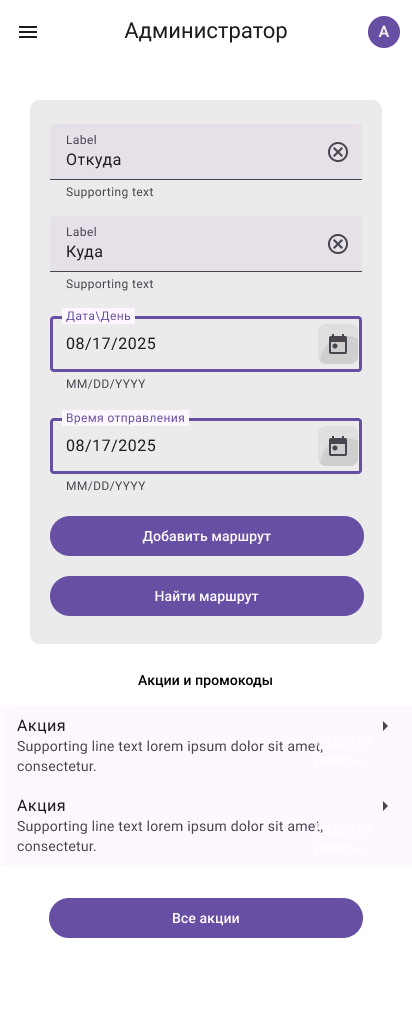 Администратор
A
Label
Откуда
Supporting text
Label
Куда
Supporting text
Дата\День
08/17/2025
MM/DD/YYYY
Время отправления
08/17/2025
MM/DD/YYYY
Добавить маршрут
Найти маршрут
Акции и промокоды
Акция
Supporting line text lorem ipsum dolor sit amet,
consectetur.
Акция
Supporting line text lorem ipsum dolor sit amet,
consectetur.
Все акции